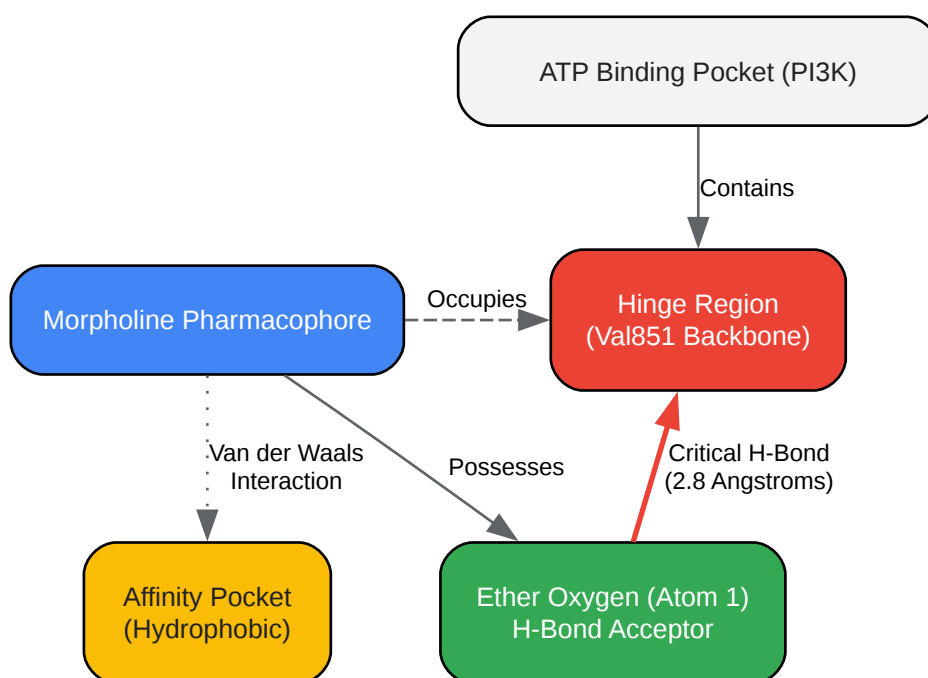 ATP Binding Pocket (PI3K)
Contains
Morpholine Pharmacophore
Occupies
Hinge Region
(Val851 Backbone)
Van der Waals
Interaction
Possesses
Critical H-Bond
(2.8 Angstroms)
Affinity Pocket
(Hydrophobic)
Ether Oxygen (Atom 1)
H-Bond Acceptor